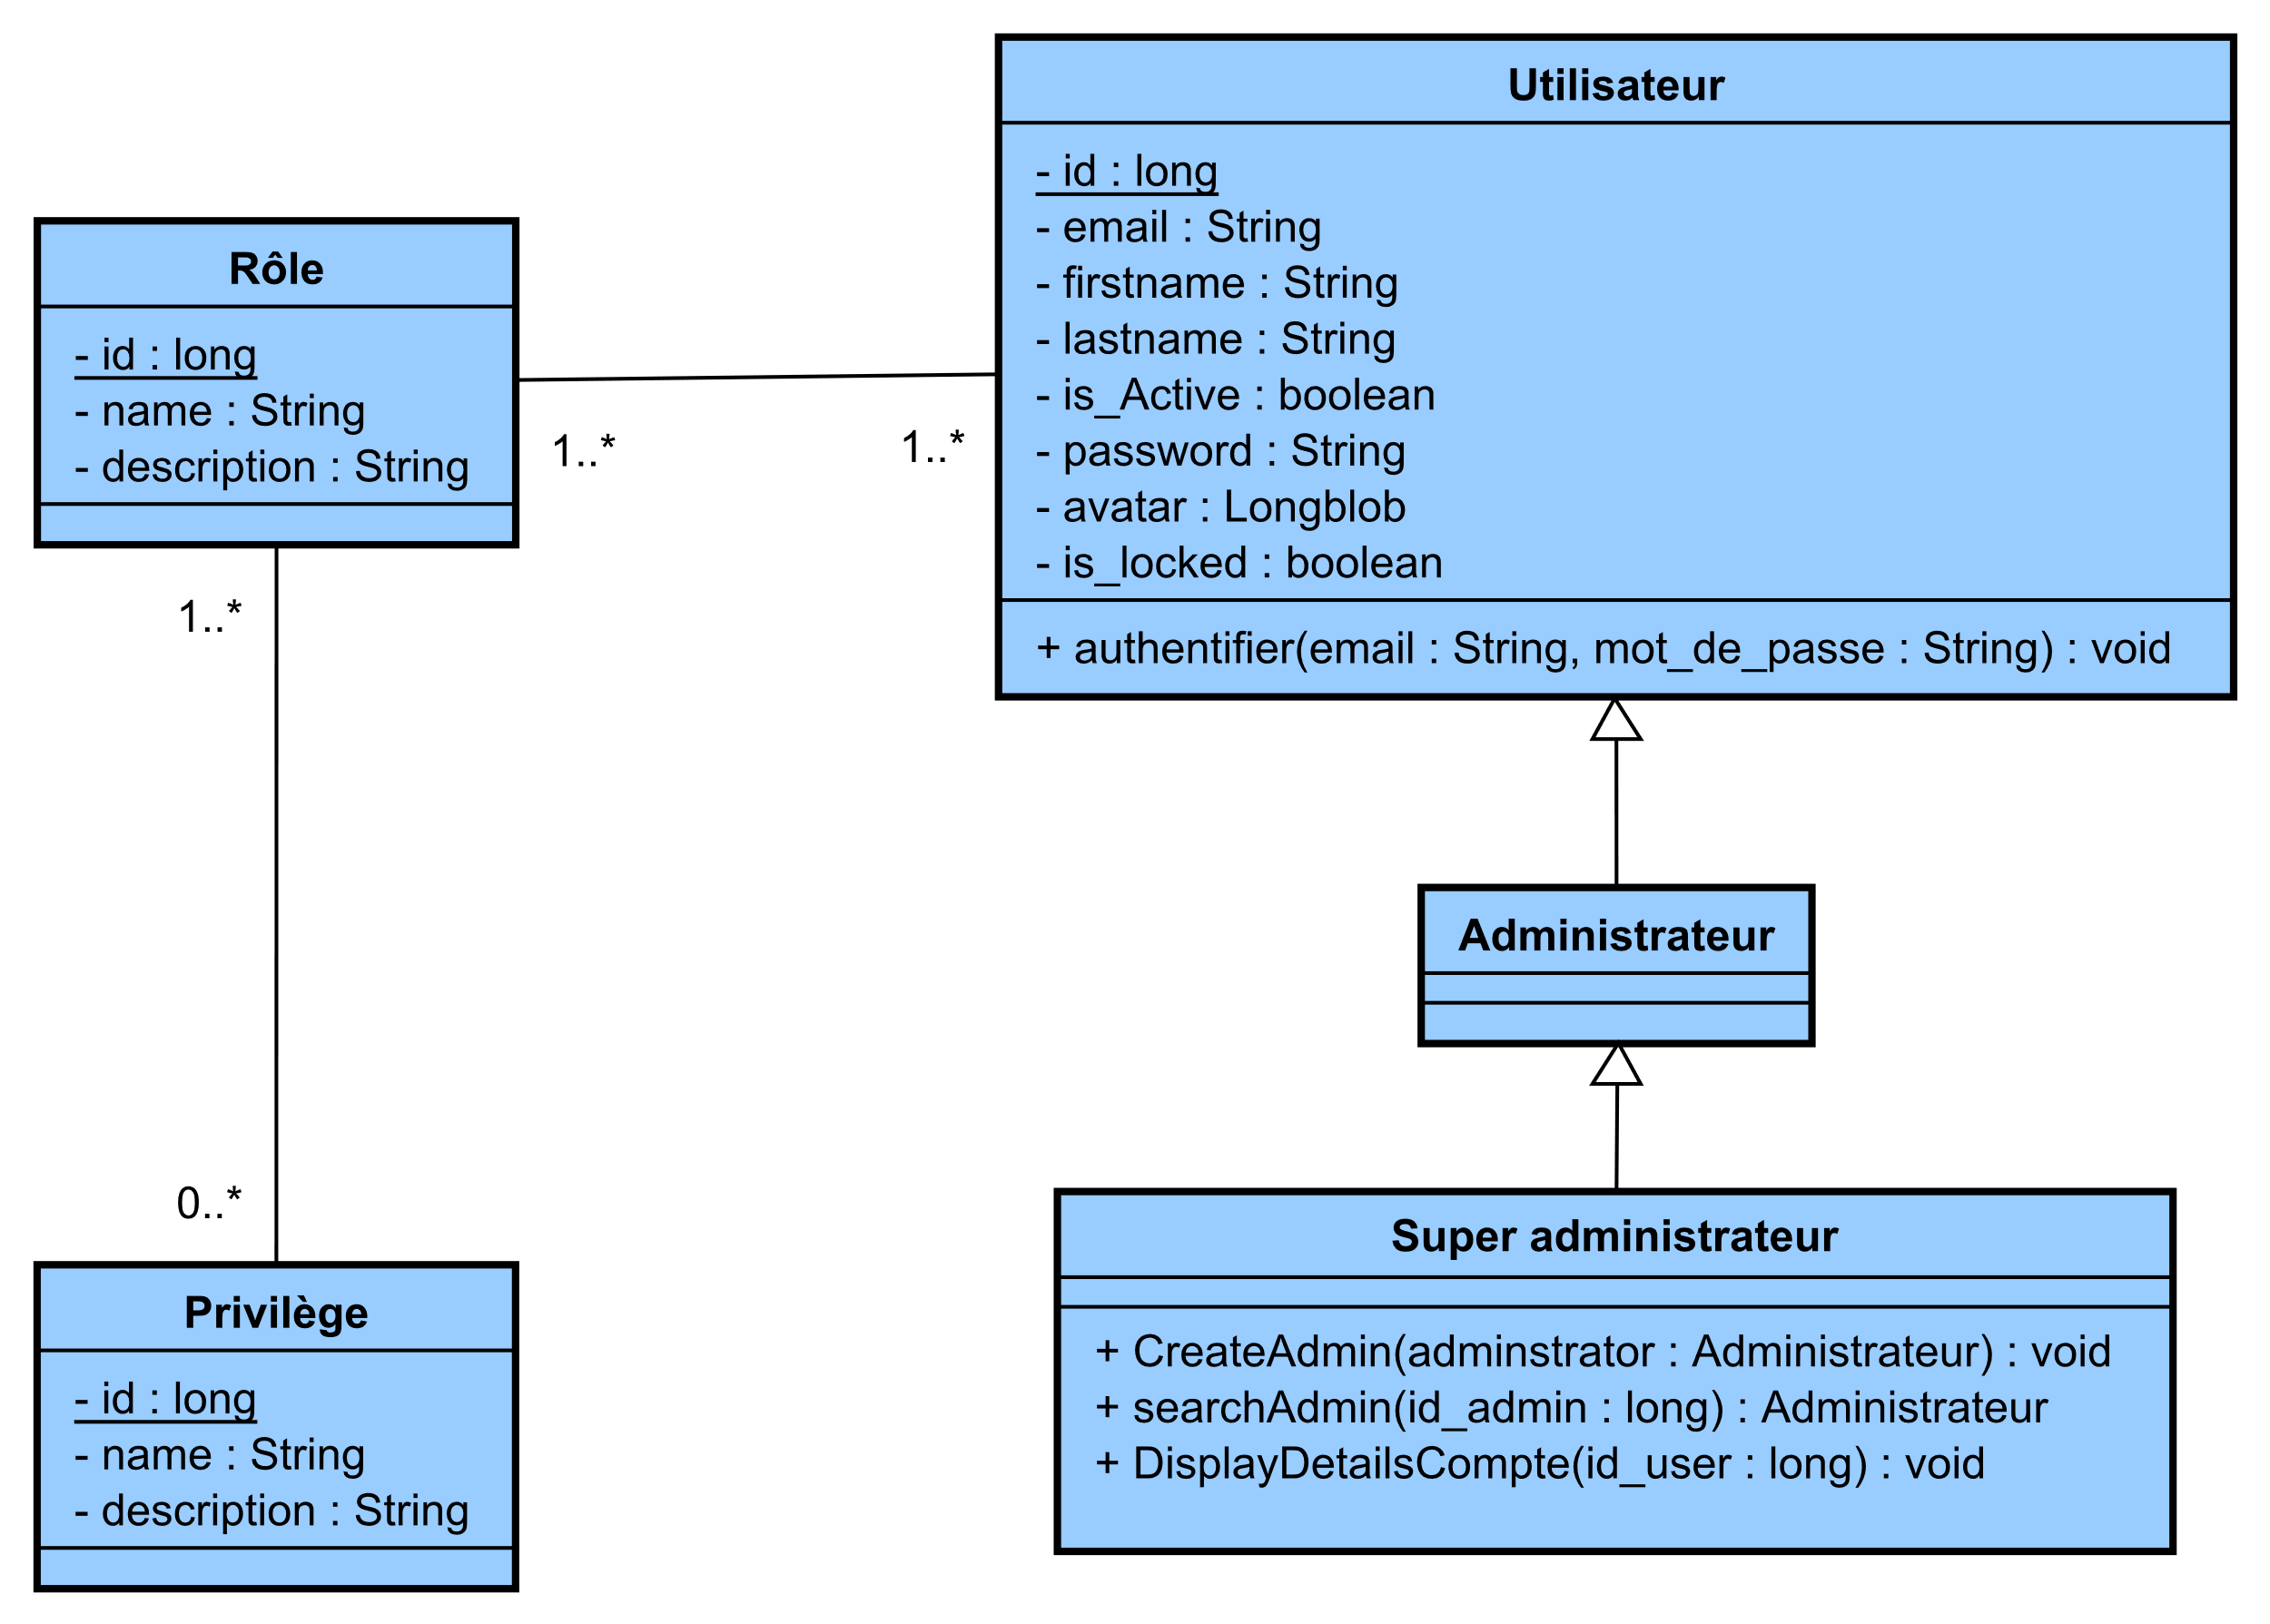 Utilisateur
- id : long
- email : String
- firstname : String
- lastname : String
- is_Active : boolean
- password : String
- avatar : Longblob
- is_locked : boolean
+ authentifier(email : String, mot_de_passe : String) : void
Rôle
- id : long
- name : String
- description : String
1..*
1..*
1..*
0..*
Administrateur
Privilège
- id : long
- name : String
- description : String
Super administrateur
+ CreateAdmin(adminstrator : Administrateur) : void
+ searchAdmin(id_admin : long) : Administrateur
+ DisplayDetailsCompte(id_user : long) : void